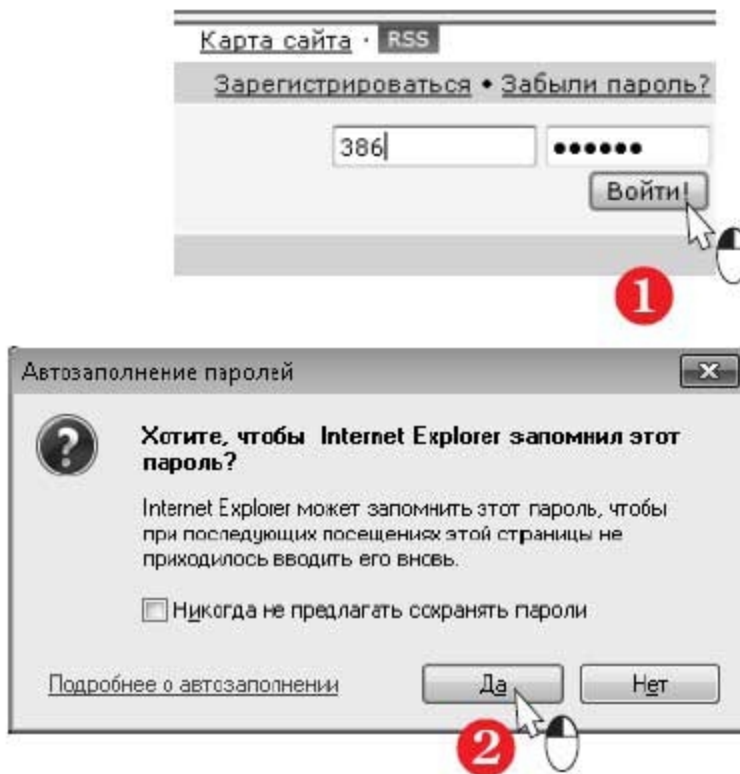 Карта сайта · RSS
Зарегистрироваться • Забыли пароль?
386 ●●●●●●
Войти!
1
Автозаполнение паролей
Хотите, чтобы Internet Explorer запомнил этот
пароль?
Internet Explorer может запомнить этот пароль, чтобы
при последующих посещениях этой страницы не
приходилось вводить его вновь.
Никогда не предлагать сохранять пароли
Подробнее о автозаполнении Да Нет
2